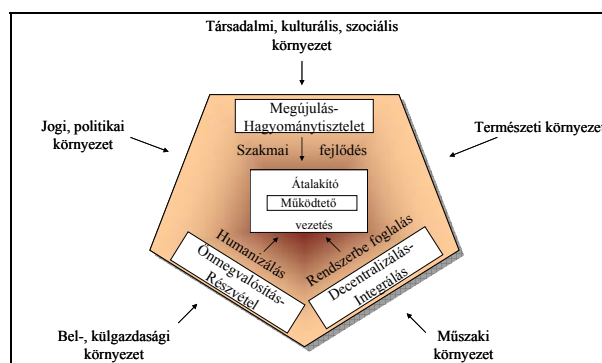 Társadalmi, kulturális, szociális
környezet
Megújulás-
Hagyománytisztelet
Jogi, politikai
környezet
Természeti környezet
Szakmai fejlődés
Átalakító
Működtető
vezetés
Humanizálás
Rendszerbe foglalás
Önmegvalósítás-
Részvétel
Decentralizálás-
Integrálás
Bel-, külgazdasági
környezet
Műszaki
környezet